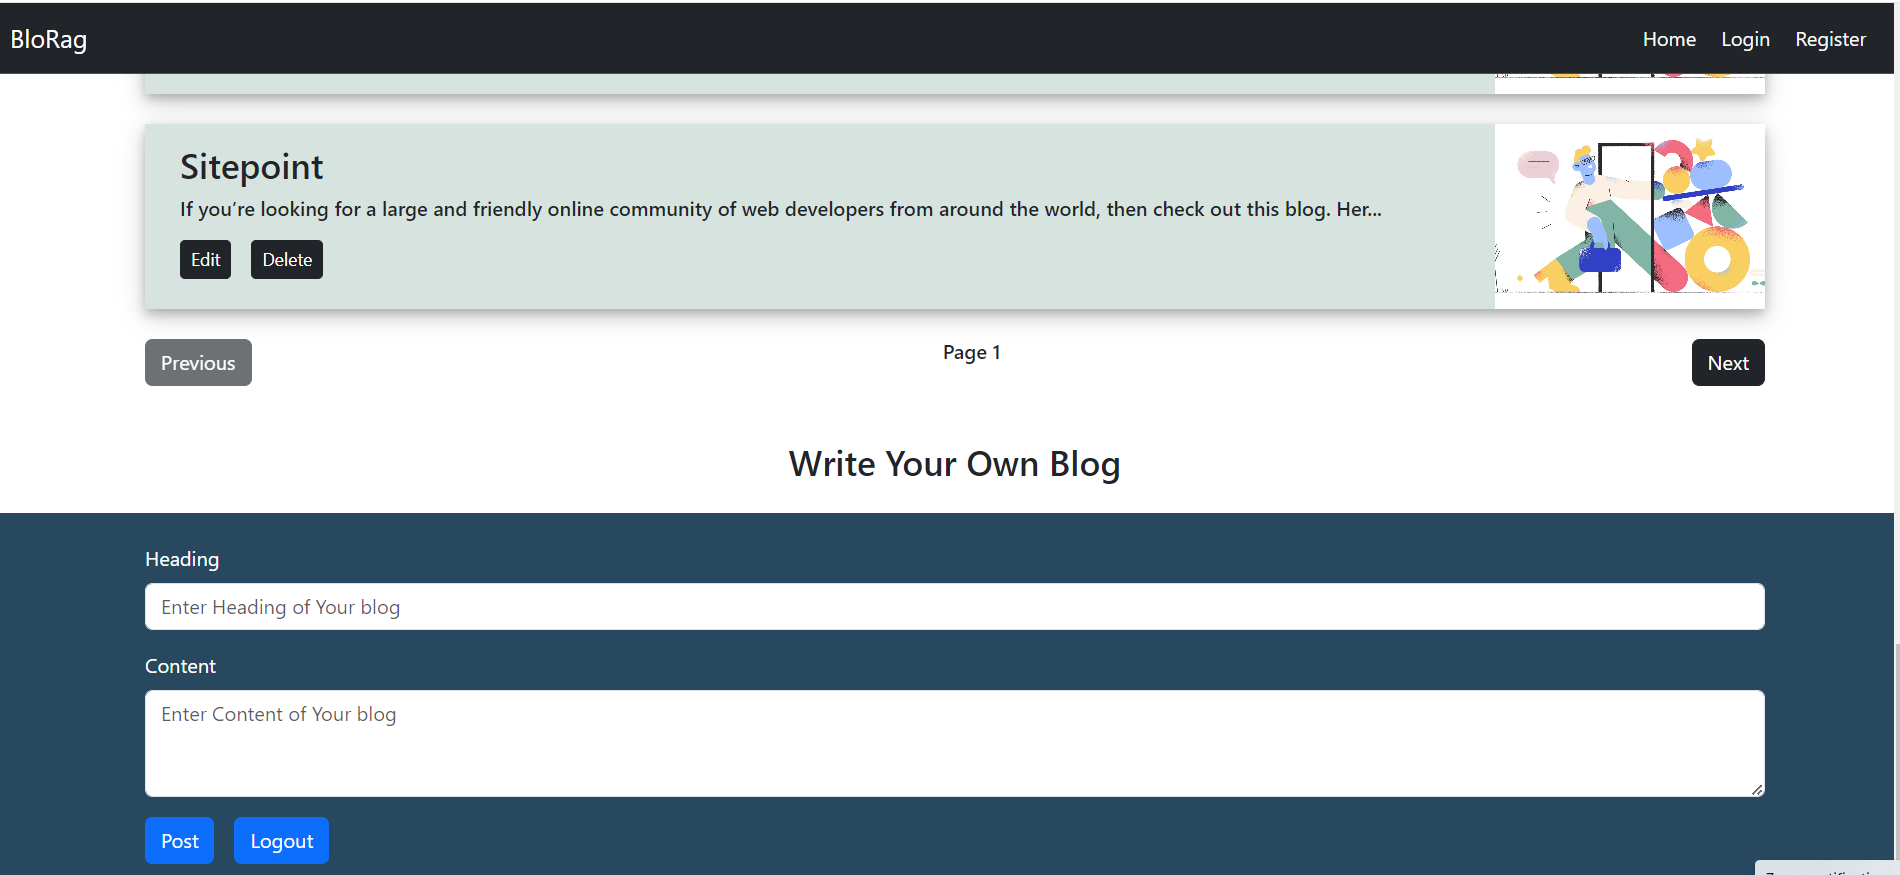 BloRag
Home Login Register
Sitepoint
If you’re looking for a large and friendly online community of web developers from around the world, then check out this blog. Her...
Edit Delete
Previous Page 1 Next
Write Your Own Blog
Heading
Enter Heading of Your blog
Content
Enter Content of Your blog
Post Logout